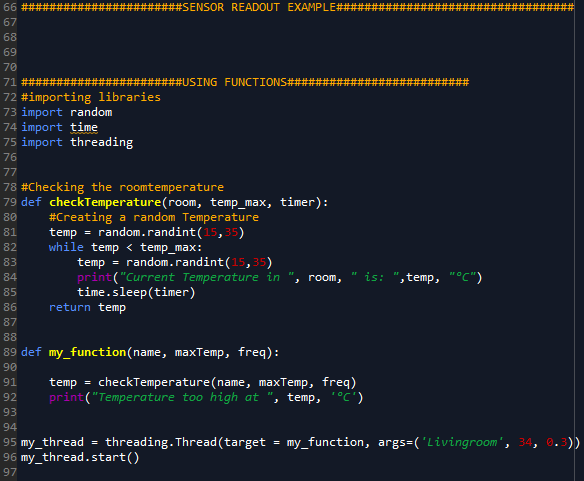 66 #######################SENSOR READOUT EXAMPLE##################################
67
68
69
70
71 #######################USING FUNCTIONS##########################
72 #importing libraries
73 import random
74 import time
75 import threading
76
77
78 #Checking the roomtemperature
79 def checkTemperature(room, temp_max, timer):
80     #Creating a random Temperature
81     temp = random.randint(15,35)
82     while temp < temp_max:
83         temp = random.randint(15,35)
84         print("Current Temperature in ", room, " is: ",temp, "°C")
85         time.sleep(timer)
86     return temp
87
88
89 def my_function(name, maxTemp, freq):
90
91     temp = checkTemperature(name, maxTemp, freq)
92     print("Temperature too high at ", temp, '°C')
93
94
95 my_thread = threading.Thread(target = my_function, args=('Livingroom', 34, 0.3))
96 my_thread.start()
97